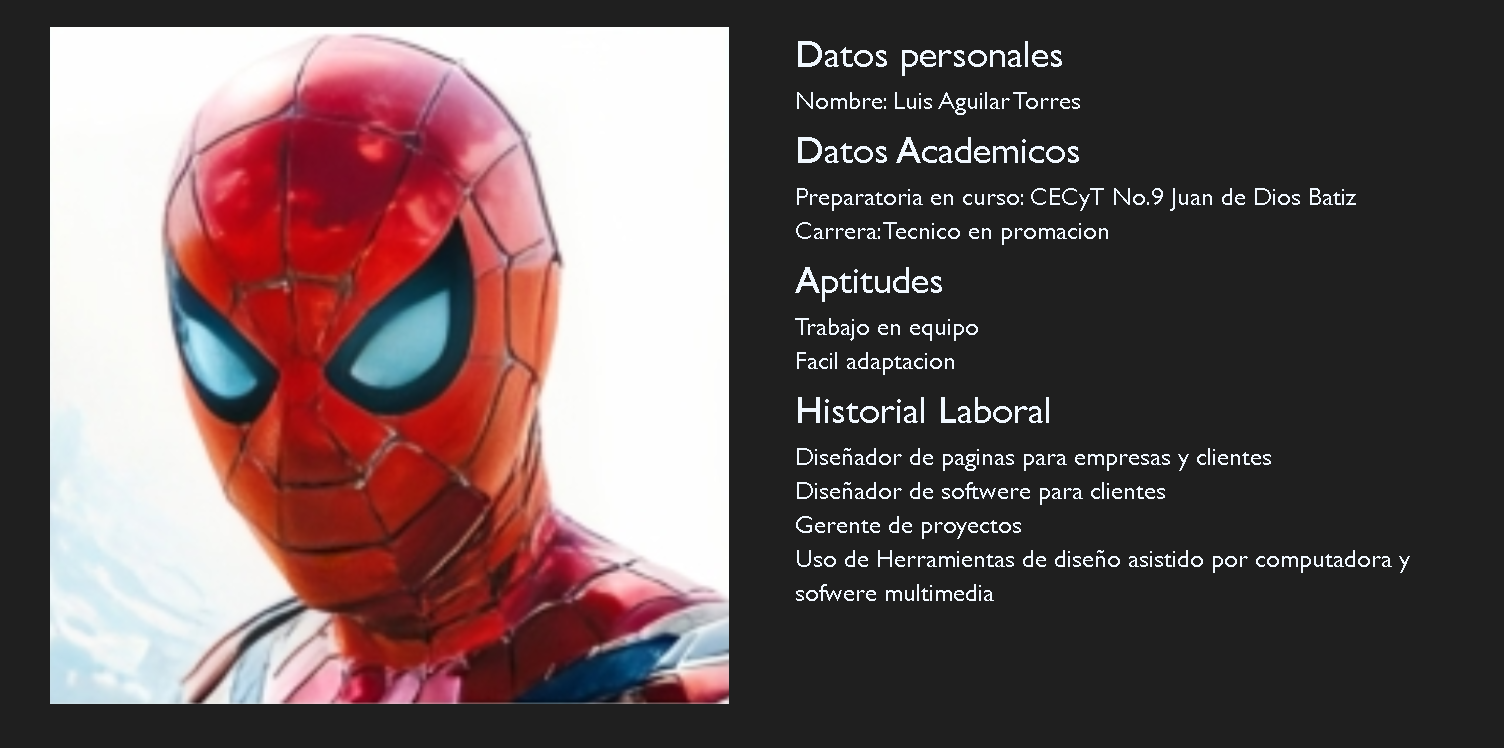 Datos personales
Nombre: Luis Aguilar Torres
Datos Academicos
Preparatoria en curso: CECyT No.9 Juan de Dios Batiz
Carrera: Tecnico en promacion
Aptitudes
Trabajo en equipo
Facil adaptacion
Historial Laboral
Diseñador de paginas para empresas y clientes
Diseñador de softwere para clientes
Gerente de proyectos
Uso de Herramientas de diseño asistido por computadora y
sofwere multimedia